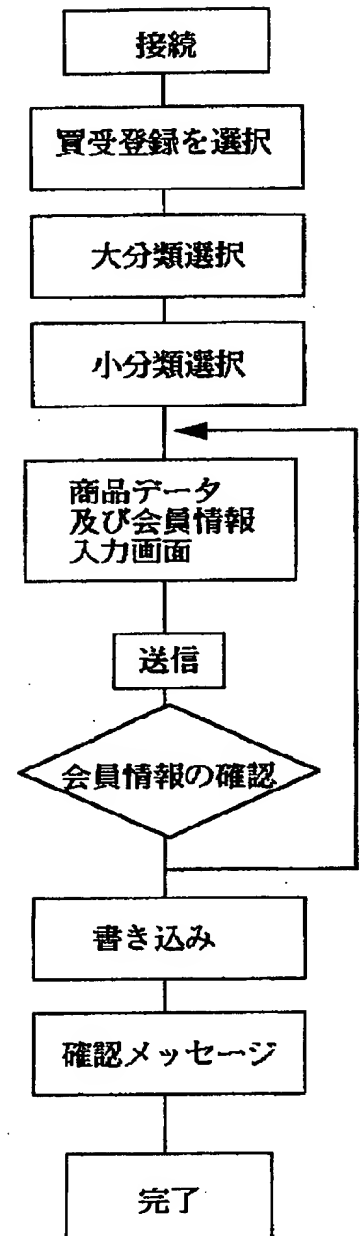 接続
買受登録を選択
大分類選択
小分類選択
商品データ
及び会員情報
入力画面
送信
会員情報の確認
書き込み
確認メッセージ
完了